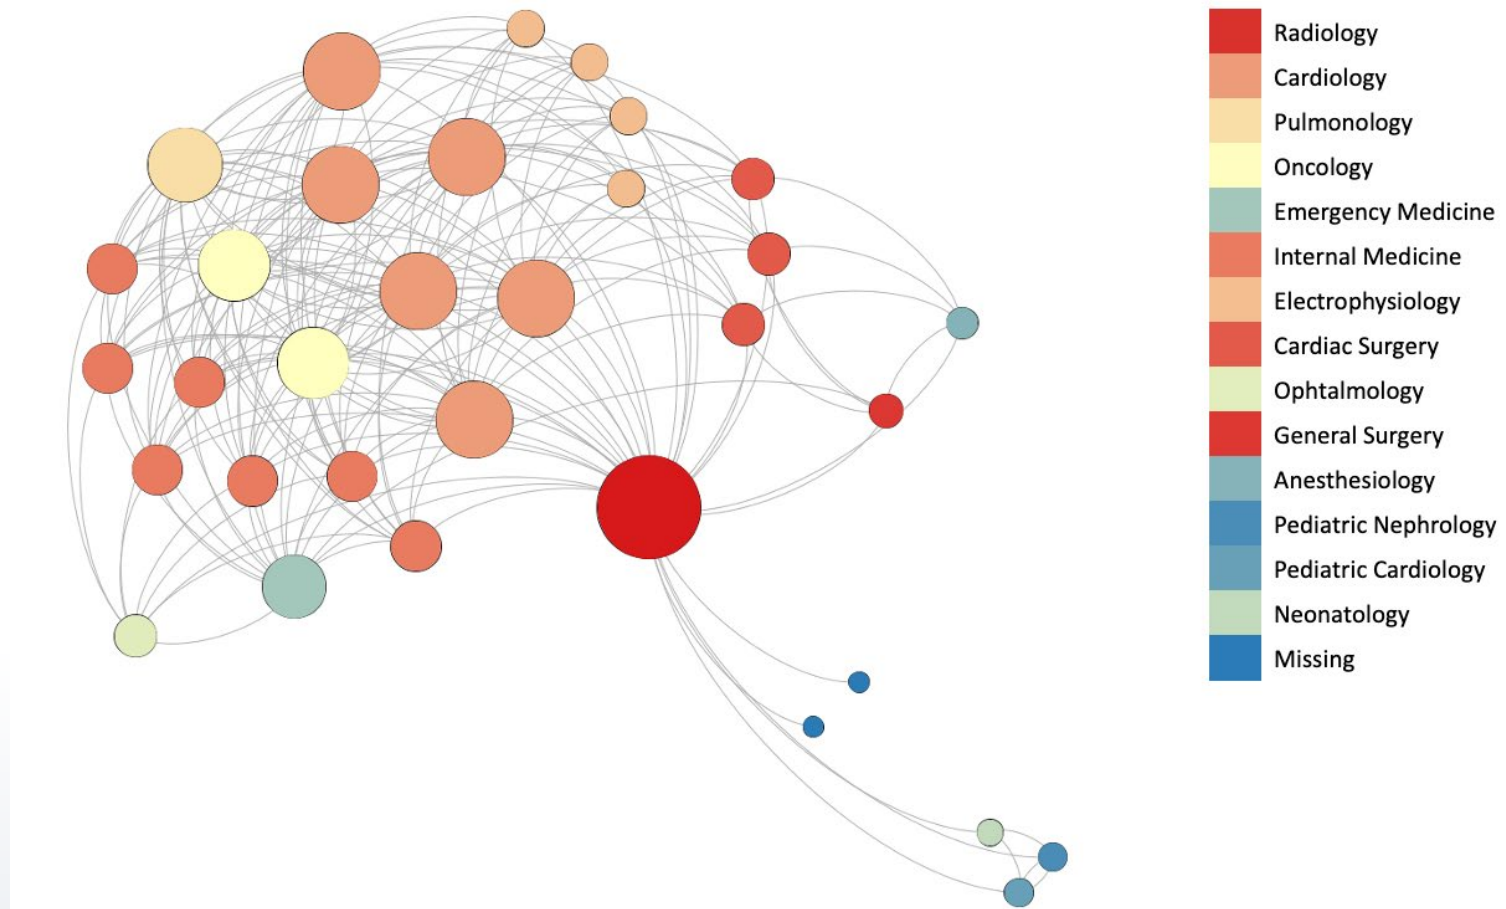 Radiology
Cardiology
Pulmonology
Oncology
Emergency Medicine
Internal Medicine
Electrophysiology
Cardiac Surgery
Ophtalmology
General Surgery
Anesthesiology
Pediatric Nephrology
Pediatric Cardiology
Neonatology
Missing